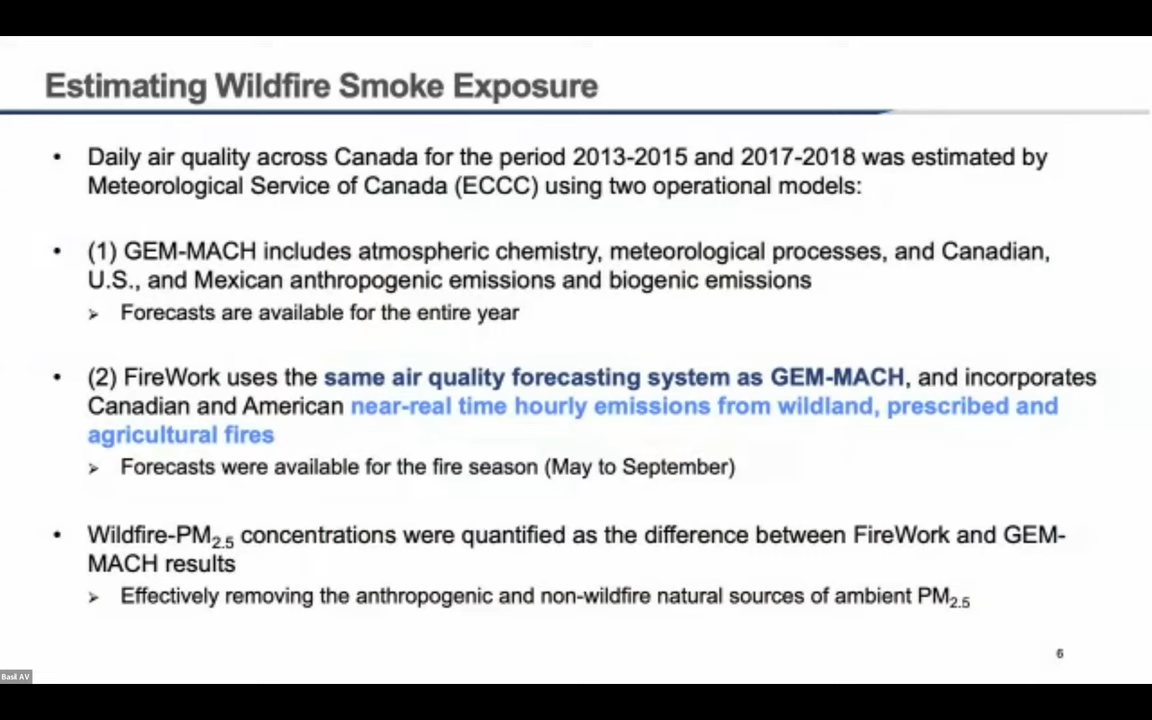 Estimating Wildfire Smoke Exposure
• Daily air quality across Canada for the period 2013-2015 and 2017-2018 was estimated by
Meteorological Service of Canada (ECCC) using two operational models:
• (1) GEM-MACH includes atmospheric chemistry, meteorological processes, and Canadian,
U.S., and Mexican anthropogenic emissions and biogenic emissions
➢ Forecasts are available for the entire year
• (2) FireWork uses the same air quality forecasting system as GEM-MACH, and incorporates
Canadian and American near-real time hourly emissions from wildland, prescribed and
agricultural fires
➢ Forecasts were available for the fire season (May to September)
• Wildfire-PM2.5 concentrations were quantified as the difference between FireWork and GEM-
MACH results
➢ Effectively removing the anthropogenic and non-wildfire natural sources of ambient PM2.5
6
Basil AV